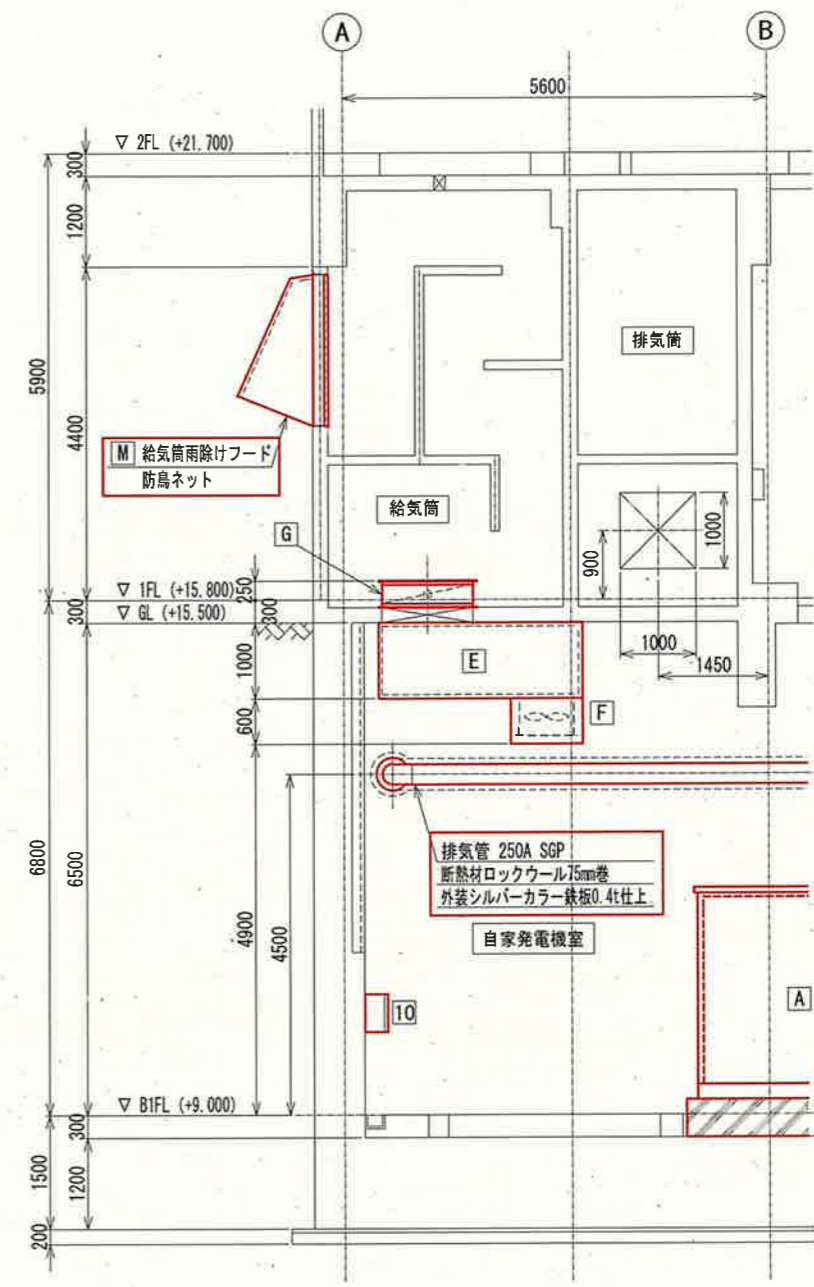 A
B
5600
▽ 2FL (+21.700)
300
1200
5900
4400
排気筒
M 給気筒雨除けフード
防鳥ネット
給気筒
G
1000
900
▽ 1FL (+15.800)
250
300
▽ GL (+15.500)
300
1000
1450
1000
E
F
600
排気管 250A SGP
断熱材ロックウール75mm巻
外装シルバーカラー鉄板0.4t仕上
6800
6500
4900
4500
自家発電機室
A
10
▽ B1FL (+9.000)
300
1500
1200
200